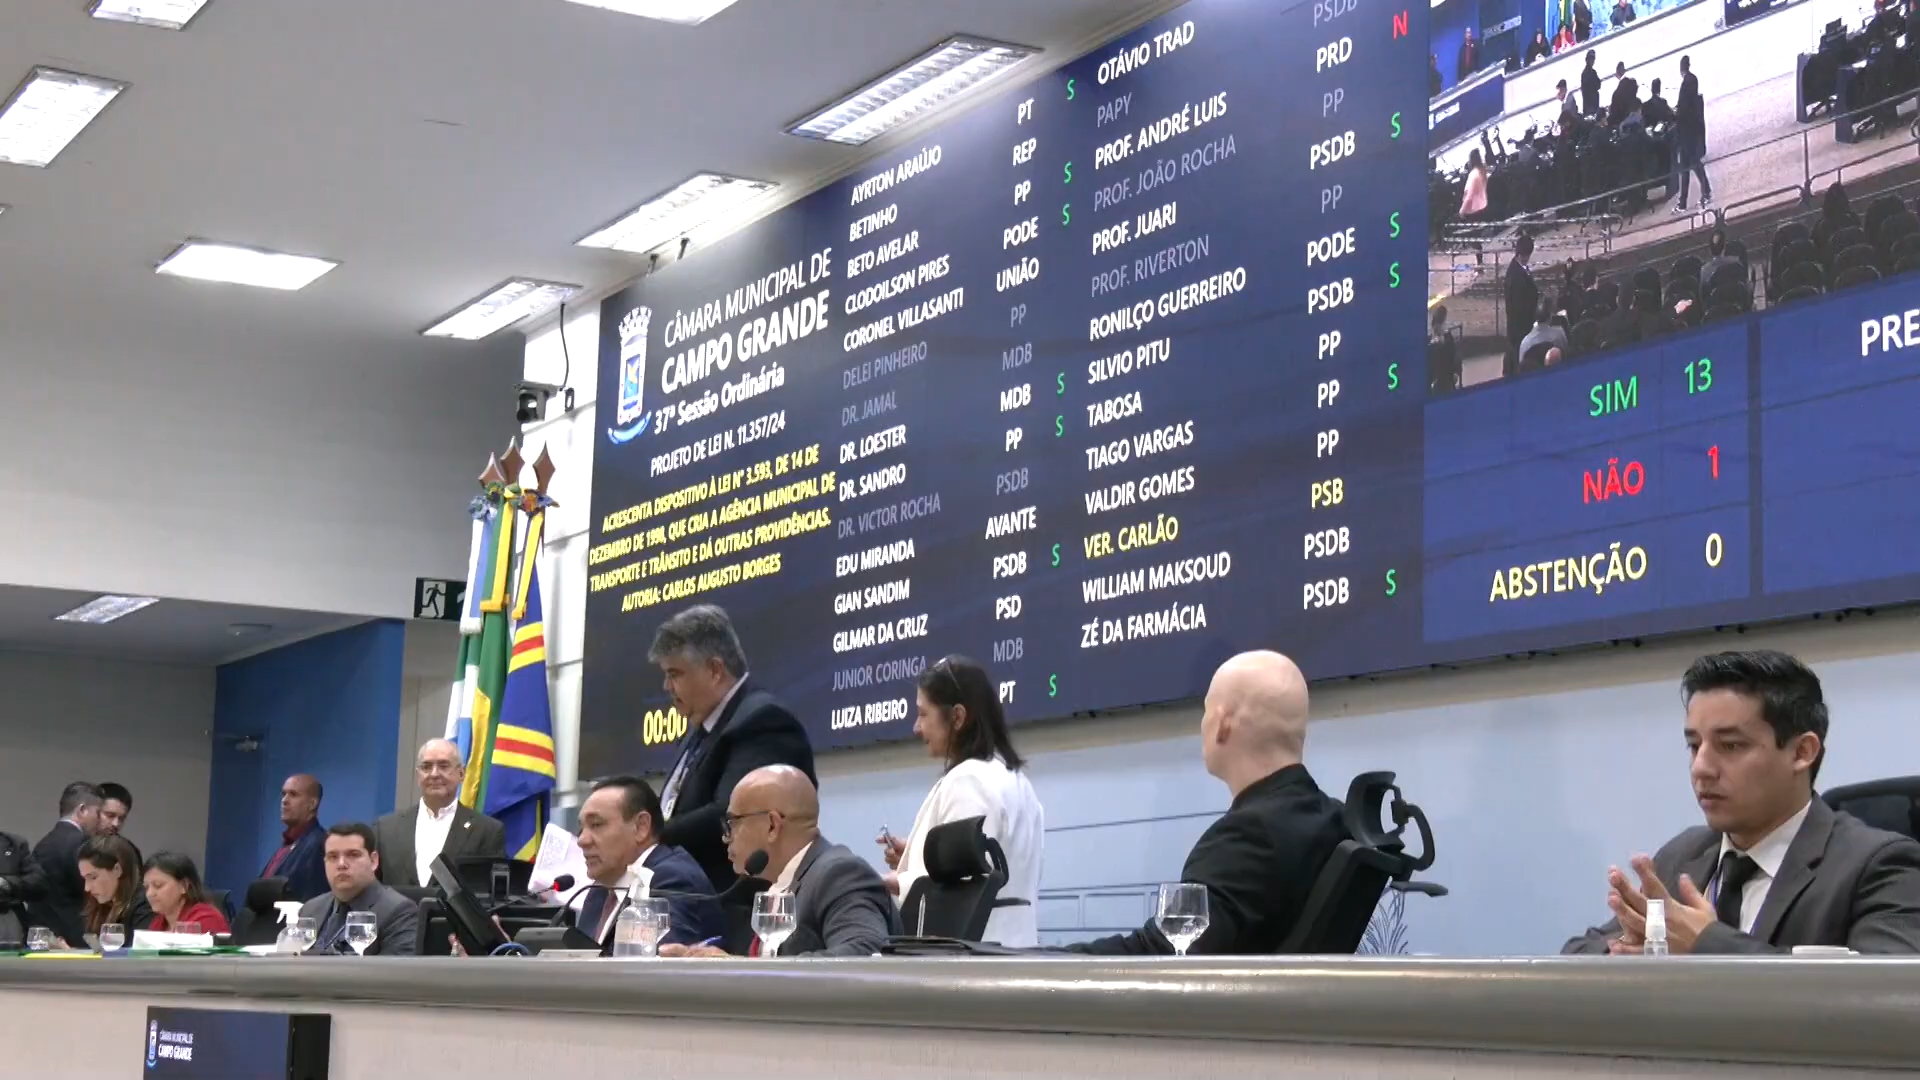 CÂMARA MUNICIPAL DE
CAMPO GRANDE
37ª Sessão Ordinária
PROJETO DE LEI N. 11.357/24
ACRESCENTA DISPOSITIVO À LEI N° 3.593, DE 14 DE
DEZEMBRO DE 1998, QUE CRIA A AGÊNCIA MUNICIPAL DE
TRANSPORTE E TRÂNSITO E DÁ OUTRAS PROVIDÊNCIAS.
AUTORIA: CARLOS AUGUSTO BORGES
00:00
AYRTON ARAÚJO PT S
BETINHO REP
BETO AVELAR PP S
CLODOILSON PIRES PODE S
CORONEL VILLASANTI UNIÃO
DELEI PINHEIRO PP
DR. JAMAL MDB
DR. LOESTER MDB S
DR. SANDRO PP S
DR. VICTOR ROCHA PSDB
EDU MIRANDA AVANTE
GIAN SANDIM PSDB S
GILMAR DA CRUZ PSD
JUNIOR CORINGA MDB
LUIZA RIBEIRO PT S
OTÁVIO TRAD
PAPY PSDB
PROF. ANDRÉ LUIS PRD N
PROF. JOÃO ROCHA PP
PROF. JUARI PSDB S
PROF. RIVERTON PP
RONILÇO GUERREIRO PODE S
SILVIO PITU PSDB S
TABOSA PP
TIAGO VARGAS PP S
VALDIR GOMES PP
VER. CARLÃO PSB
WILLIAM MAKSOUD PSDB
ZÉ DA FARMÁCIA PSDB S
SIM 13
NÃO 1
ABSTENÇÃO 0
PRE
CÂMARA MUNICIPAL DE
CAMPO GRANDE